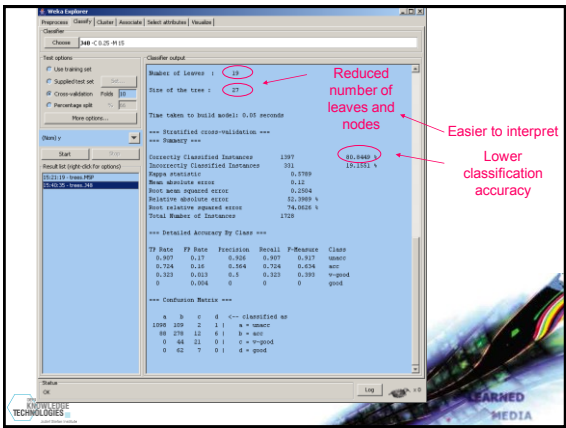 Weka Explorer
Preprocess Classify Cluster Associate Select attributes Visualize
Classifier
Choose J48 -C 0.25 -M 15
Test options
Use training set
Supplied test set Set...
Cross-validation Folds 10
Percentage split %
More options...
(Nom) y
Start Stop
Result list (right-click for options)
15:21:19 - trees.M5P
15:40:35 - trees.J48
Classifier output
Number of Leaves : 19
Size of the tree : 27
Time taken to build model: 0.05 seconds
=== Stratified cross-validation ===
=== Summary ===
Correctly Classified Instances 1397 80.8449 %
Incorrectly Classified Instances 331 19.1551 %
Kappa statistic 0.5789
Mean absolute error 0.12
Root mean squared error 0.2504
Relative absolute error 52.3909 %
Root relative squared error 74.0626 %
Total Number of Instances 1728
=== Detailed Accuracy By Class ===
TP Rate FP Rate Precision Recall F-Measure Class
0.907 0.17 0.926 0.907 0.917 unacc
0.724 0.16 0.564 0.724 0.634 acc
0.323 0.013 0.5 0.323 0.393 v-good
0 0.004 0 0 0 good
=== Confusion Matrix ===
a b c d <-- classified as
1098 109 2 1 | a = unacc
88 278 12 6 | b = acc
0 44 21 0 | c = v-good
0 62 7 0 | d = good
Status
OK
Log x 0
Reduced
number of
leaves and
nodes
Easier to interpret
Lower
classification
accuracy
KNOWLEDGE
TECHNOLOGIES
Jožef Stefan Institute
LEARNED
MEDIA